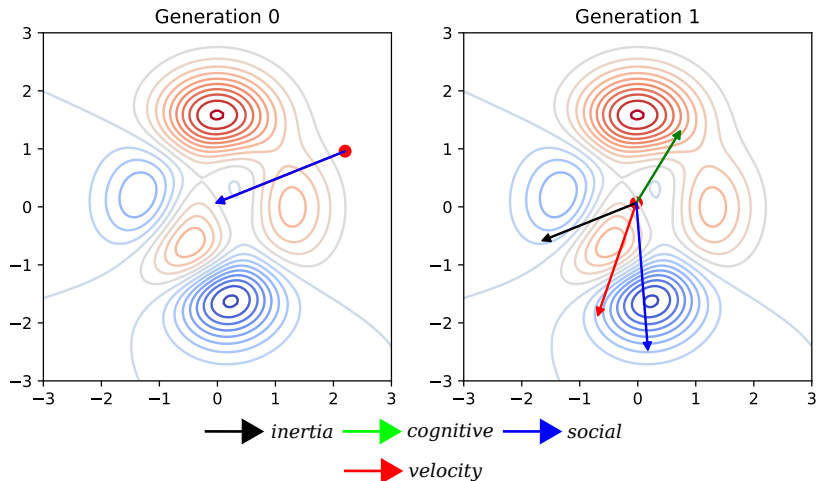 Generation 0 Generation 1
3 3
2 2
1 1
0 0
−1 −1
−2 −2
−3 −3
−3 −2 −1 0 1 2 3 −3 −2 −1 0 1 2 3
inertia cognitive social
velocity